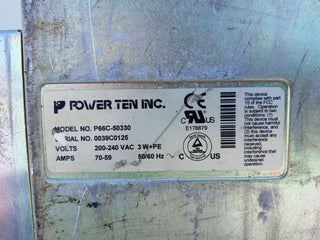 POWER TEN INC.
MODEL NO. P66C-50330
SERIAL NO. 0039C0125
VOLTS 200-240 VAC 3W+PE
AMPS 70-59 50/60 Hz
CE
C US
E178879
C US
This device
complies with part
15 of the FCC
Rules. Operation
is subject to the
two conditions: (1)
This device may not
cause harmful
interference, and
(2) this device must
accept any
interference
received, including
interference that
may cause
undesired
operation.